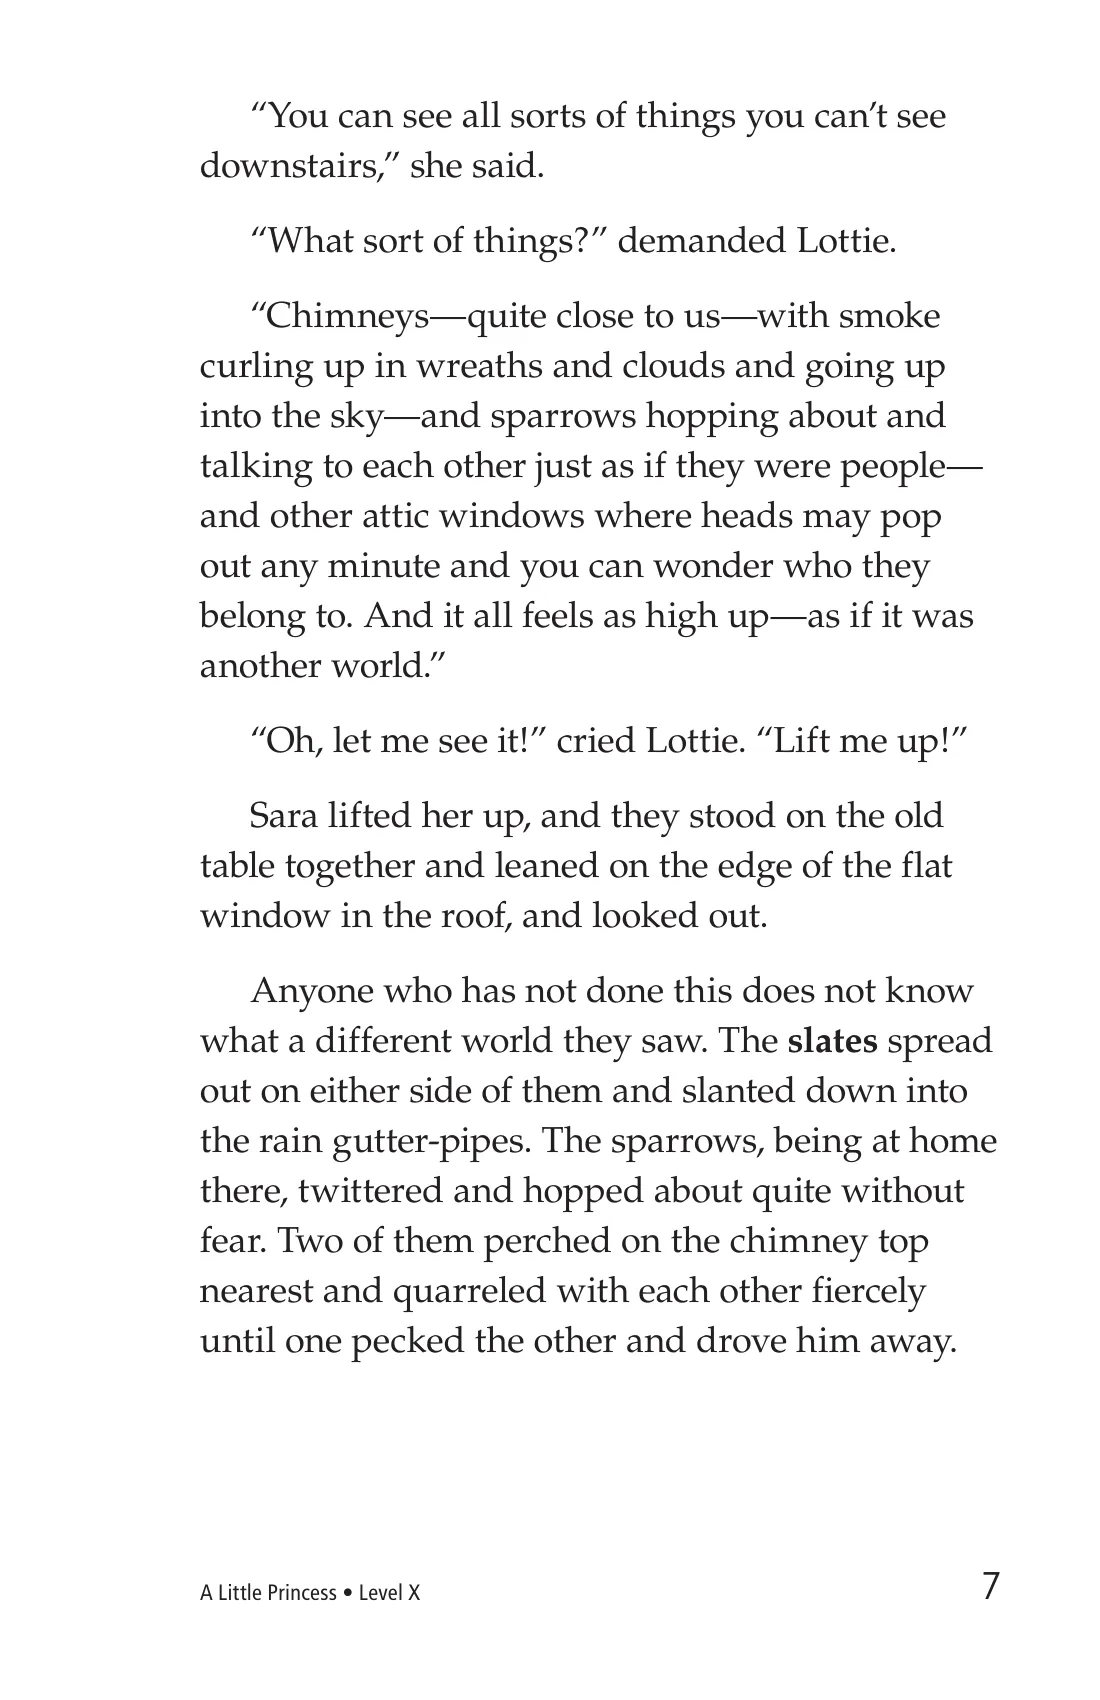 “You can see all sorts of things you can’t see
downstairs,” she said.
“What sort of things?” demanded Lottie.
“Chimneys—quite close to us—with smoke
curling up in wreaths and clouds and going up
into the sky—and sparrows hopping about and
talking to each other just as if they were people—
and other attic windows where heads may pop
out any minute and you can wonder who they
belong to. And it all feels as high up—as if it was
another world.”
“Oh, let me see it!” cried Lottie. “Lift me up!”
Sara lifted her up, and they stood on the old
table together and leaned on the edge of the flat
window in the roof, and looked out.
Anyone who has not done this does not know
what a different world they saw. The slates spread
out on either side of them and slanted down into
the rain gutter-pipes. The sparrows, being at home
there, twittered and hopped about quite without
fear. Two of them perched on the chimney top
nearest and quarreled with each other fiercely
until one pecked the other and drove him away.
A Little Princess • Level X
7